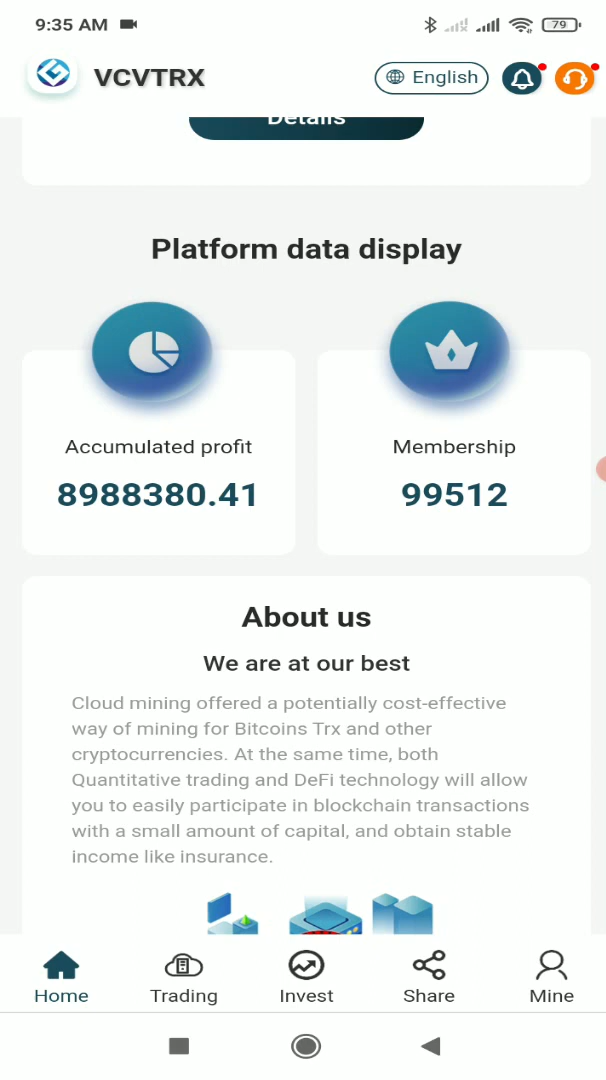 9:35 AM
79
VCVTRX
English
Details
Platform data display
Accumulated profit
Membership
8988380.41
99512
About us
We are at our best
Cloud mining offered a potentially cost-effective
way of mining for Bitcoins Trx and other
cryptocurrencies. At the same time, both
Quantitative trading and DeFi technology will allow
you to easily participate in blockchain transactions
with a small amount of capital, and obtain stable
income like insurance.
Home
Trading
Invest
Share
Mine